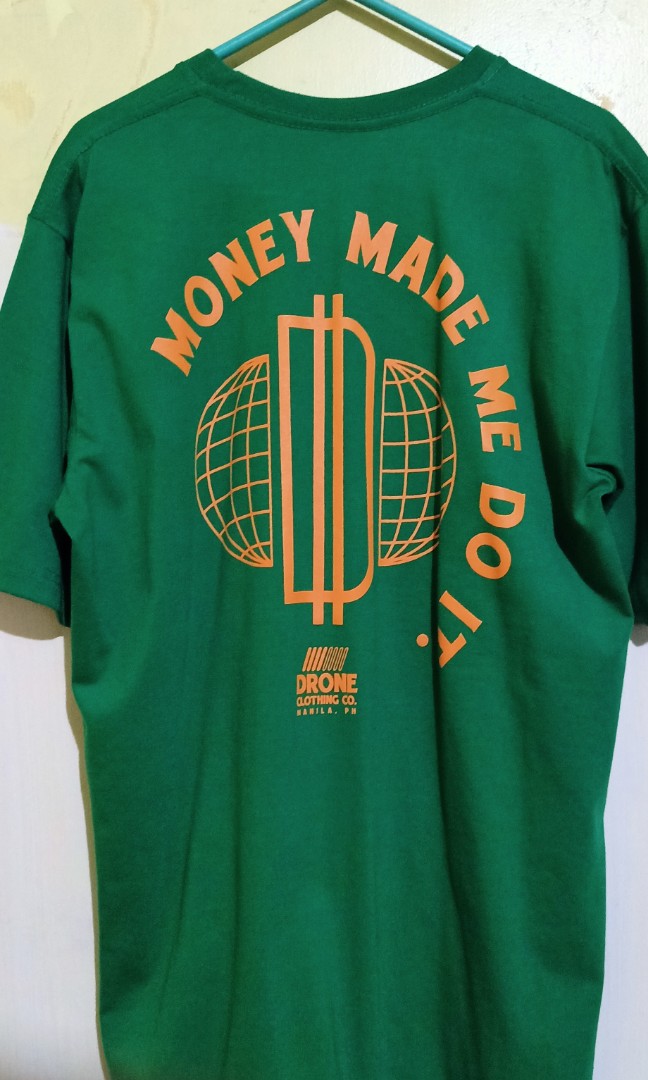 MONEY MADE ME DO IT.
DRONE
CLOTHING CO.
MANILA, PH